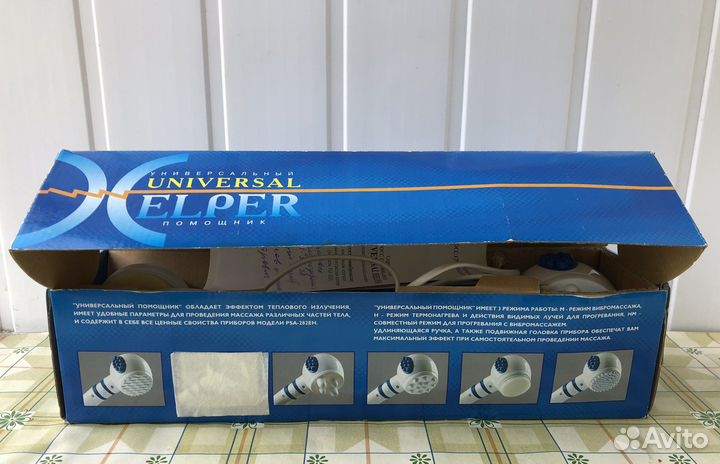 УНИВЕРСАЛЬНЫЙ
UNIVERSAL
HELPER
ПОМОЩНИК
"УНИВЕРСАЛЬНЫЙ ПОМОЩНИК" ОБЛАДАЕТ ЭФФЕКТОМ ТЕПЛОВОГО ИЗЛУЧЕНИЯ,
ИМЕЕТ УДОБНЫЕ ПАРАМЕТРЫ ДЛЯ ПРОВЕДЕНИЯ МАССАЖА РАЗЛИЧНЫХ ЧАСТЕЙ ТЕЛА,
И СОДЕРЖИТ В СЕБЕ ВСЕ ЦЕННЫЕ СВОЙСТВА ПРИБОРОВ МОДЕЛИ PSA-282EH.
"УНИВЕРСАЛЬНЫЙ ПОМОЩНИК" ИМЕЕТ 3 РЕЖИМА РАБОТЫ: M - РЕЖИМ ВИБРОМАССАЖА,
H - РЕЖИМ ТЕРМОНАГРЕВА И ДЕЙСТВИЯ ВИДИМЫХ ЛУЧЕЙ ДЛЯ ПРОГРЕВАНИЯ, HM -
СОВМЕСТНЫЙ РЕЖИМ ДЛЯ ПРОГРЕВАНИЯ С ВИБРОМАССАЖЕМ.
УДЛИНЯЮЩАЯСЯ РУЧКА, А ТАКЖЕ ПОДВИЖНАЯ ГОЛОВКА ПРИБОРА ОБЕСПЕЧАТ ВАМ
МАКСИМАЛЬНЫЙ ЭФФЕКТ ПРИ САМОСТОЯТЕЛЬНОМ ПРОВЕДЕНИИ МАССАЖА.
Avito